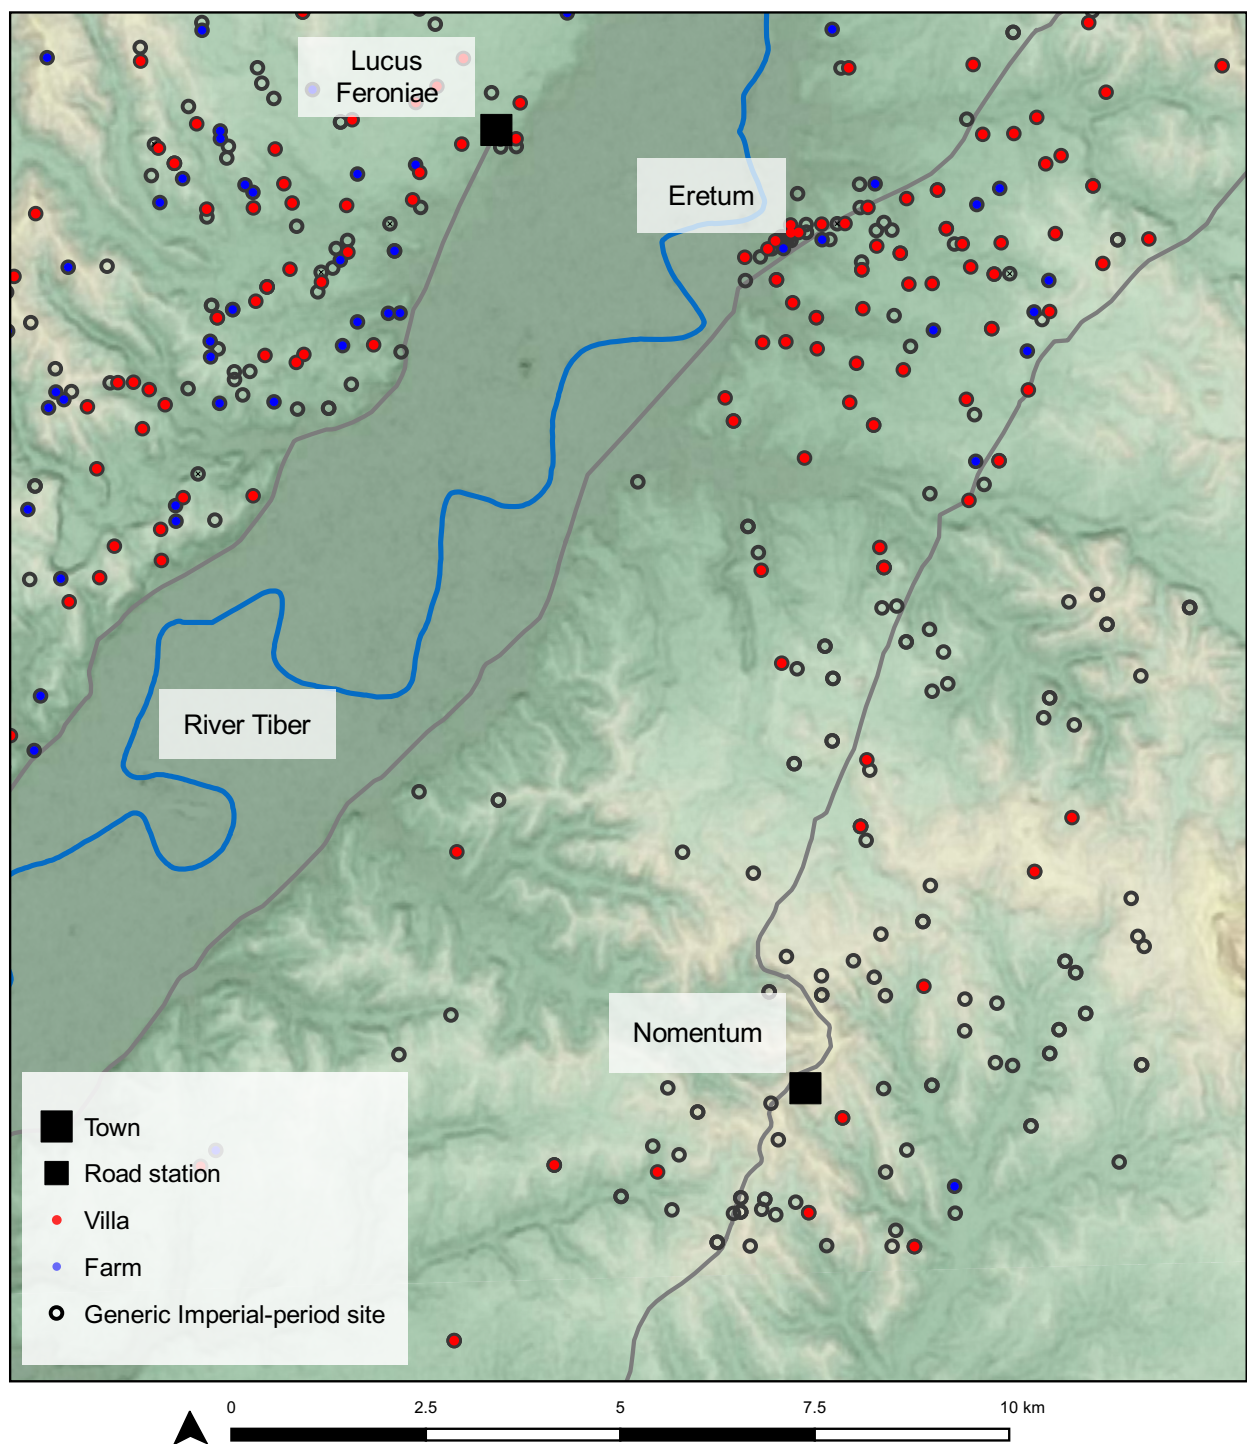 Lucus
Feroniae
Eretum
River Tiber
Nomentum
Town
Road station
Villa
Farm
Generic Imperial-period site
0 2.5 5 7.5 10 km